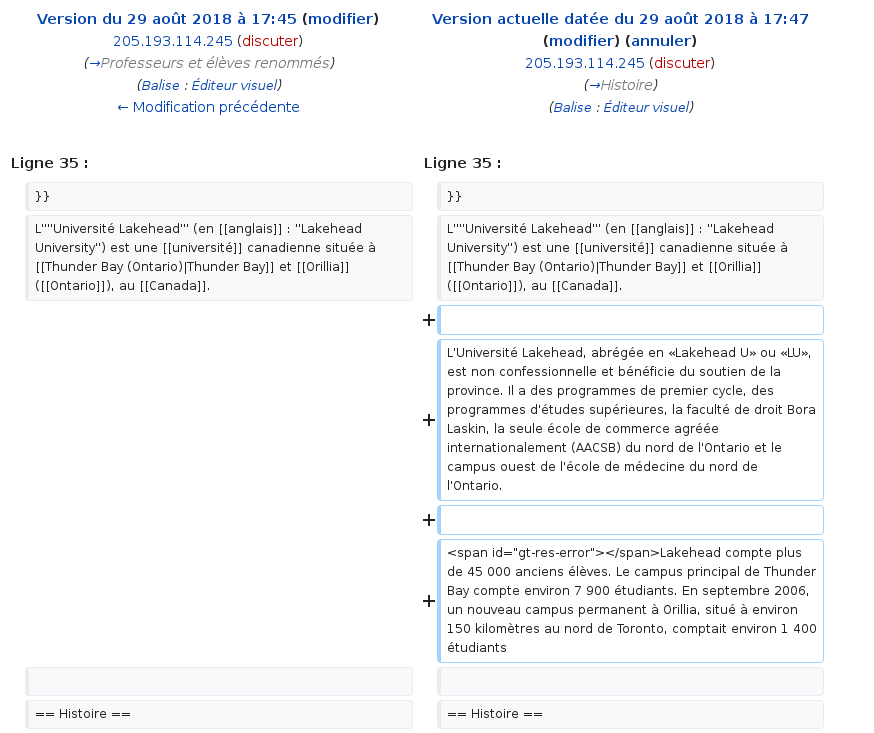 Version du 29 août 2018 à 17:45 (modifier)
205.193.114.245 (discuter)
(→Professeurs et élèves renommés)
(Balise : Éditeur visuel)
← Modification précédente
Version actuelle datée du 29 août 2018 à 17:47
(modifier) (annuler)
205.193.114.245 (discuter)
(→Histoire)
(Balise : Éditeur visuel)
Ligne 35 :
Ligne 35 :
}}
}}
L''''Université Lakehead''' (en [[anglais]] : ''Lakehead
University'') est une [[université]] canadienne située à
[[Thunder Bay (Ontario)|Thunder Bay]] et [[Orillia]]
([[Ontario]]), au [[Canada]].
L''''Université Lakehead''' (en [[anglais]] : ''Lakehead
University'') est une [[université]] canadienne située à
[[Thunder Bay (Ontario)|Thunder Bay]] et [[Orillia]]
([[Ontario]]), au [[Canada]].
+
+
L'Université Lakehead, abrégée en «Lakehead U» ou «LU»,
est non confessionnelle et bénéficie du soutien de la
province. Il a des programmes de premier cycle, des
programmes d'études supérieures, la faculté de droit Bora
Laskin, la seule école de commerce agréée
internationalement (AACSB) du nord de l'Ontario et le
campus ouest de l'école de médecine du nord de
l'Ontario.
+
+
<span id="gt-res-error"></span>Lakehead compte plus
de 45 000 anciens élèves. Le campus principal de Thunder
Bay compte environ 7 900 étudiants. En septembre 2006,
un nouveau campus permanent à Orillia, situé à environ
150 kilomètres au nord de Toronto, comptait environ 1 400
étudiants
== Histoire ==
== Histoire ==